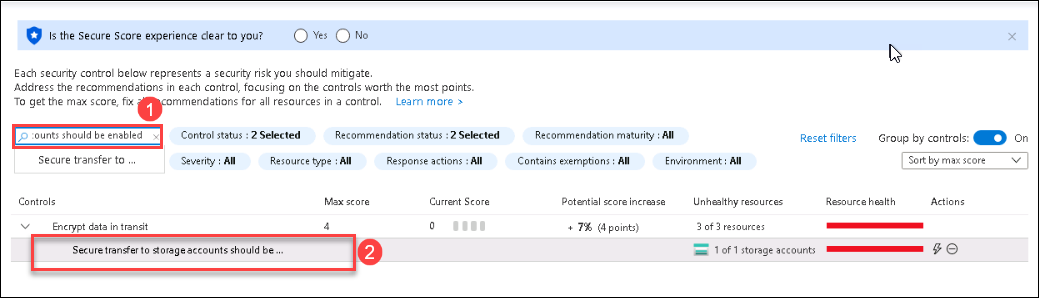 Is the Secure Score experience clear to you? Yes No
Each security control below represents a security risk you should mitigate.
Address the recommendations in each control, focusing on the controls worth the most points.
To get the max score, fix all recommendations for all resources in a control. Learn more >
1
:ounts should be enabled
Control status : 2 Selected
Recommendation status : 2 Selected
Recommendation maturity : All
Reset filters
Group by controls: On
Secure transfer to ...
Severity : All
Resource type : All
Response actions : All
Contains exemptions : All
Environment : All
Sort by max score
Controls Max score Current Score Potential score increase Unhealthy resources Resource health Actions
Encrypt data in transit 4 0 + 7% (4 points) 3 of 3 resources
Secure transfer to storage accounts should be ... 2 1 of 1 storage accounts